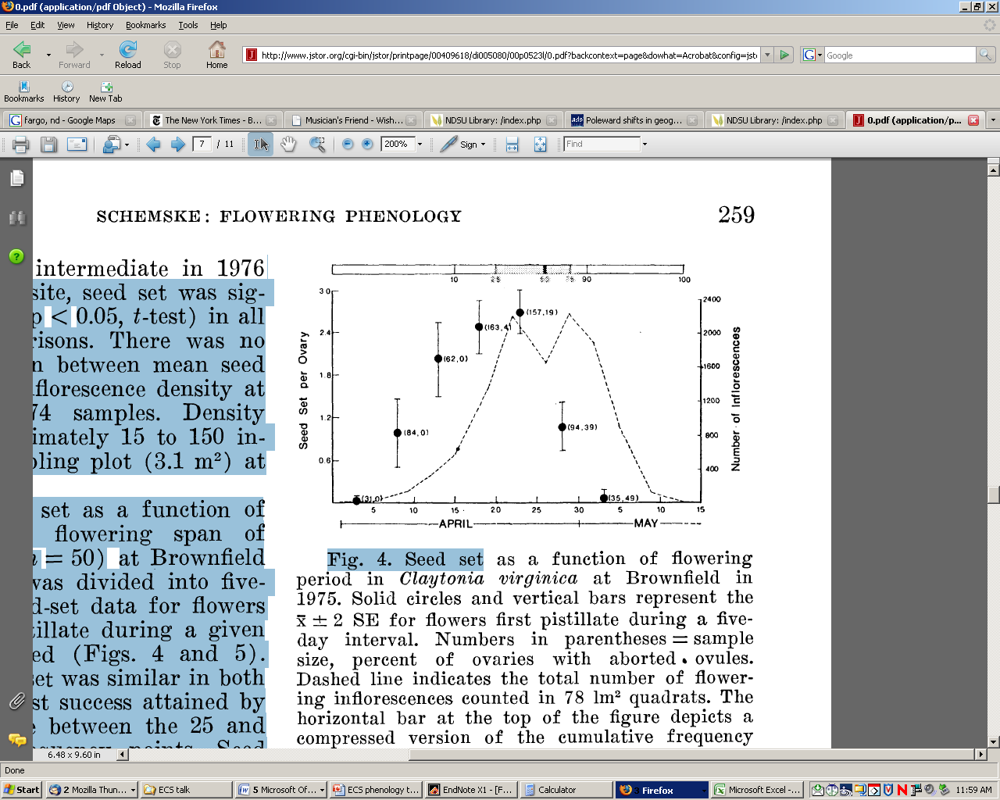 0.pdf (application/pdf Object) - Mozilla Firefox
File Edit View History Bookmarks Tools Help
Back Forward Reload Stop Home
http://www.jstor.org/cgi-bin/jstor/printpage/00409618/di005080/00p0523l/0.pdf?backcontext=page&dowhat=Acrobat&config=jst
Google
Bookmarks History New Tab
fargo, nd - Google Maps
The New York Times - B...
Musician's Friend - Wish...
NDSU Library: /index.php
Poleward shifts in geog...
NDSU Library: /index.php
0.pdf (application/p...
7 / 11
200%
Sign
Find
SCHEMSKE: FLOWERING PHENOLOGY
259
intermediate in 1976
site, seed set was sig-
p < 0.05, t-test) in all
risons. There was no
n between mean seed
florescence density at
74 samples. Density
imately 15 to 150 in-
pling plot (3.1 m²) at
set as a function of
flowering span of
n = 50) at Brownfield
was divided into five-
d-set data for flowers
tillate during a given
ed (Figs. 4 and 5).
set was similar in both
st success attained by
e between the 25 and
quency points. Seed
10 25 50 75 90 100
Seed Set per Ovary
3 0
2.4
1.8
1.2
0.6
(31,0)
(84,0)
(62,0)
(163,4)
(157,19)
(94,39)
(35,49)
2400
2000
1600
1200
800
400
Number of Inflorescences
5 10 15 20 25 30 5 10 15
APRIL MAY
Fig. 4. Seed set as a function of flowering
period in Claytonia virginica at Brownfield in
1975. Solid circles and vertical bars represent the
x̄ ± 2 SE for flowers first pistillate during a five-
day interval. Numbers in parentheses = sample
size, percent of ovaries with aborted ovules.
Dashed line indicates the total number of flower-
ing inflorescences counted in 78 1m² quadrats. The
horizontal bar at the top of the figure depicts a
compressed version of the cumulative frequency
6.48 x 9.60 in
Done
Start
2 Mozilla Thun...
ECS talk
5 Microsoft Of...
ECS phenology t...
EndNote X1 - [F...
Calculator
3 Firefox
Microsoft Excel -...
11:59 AM